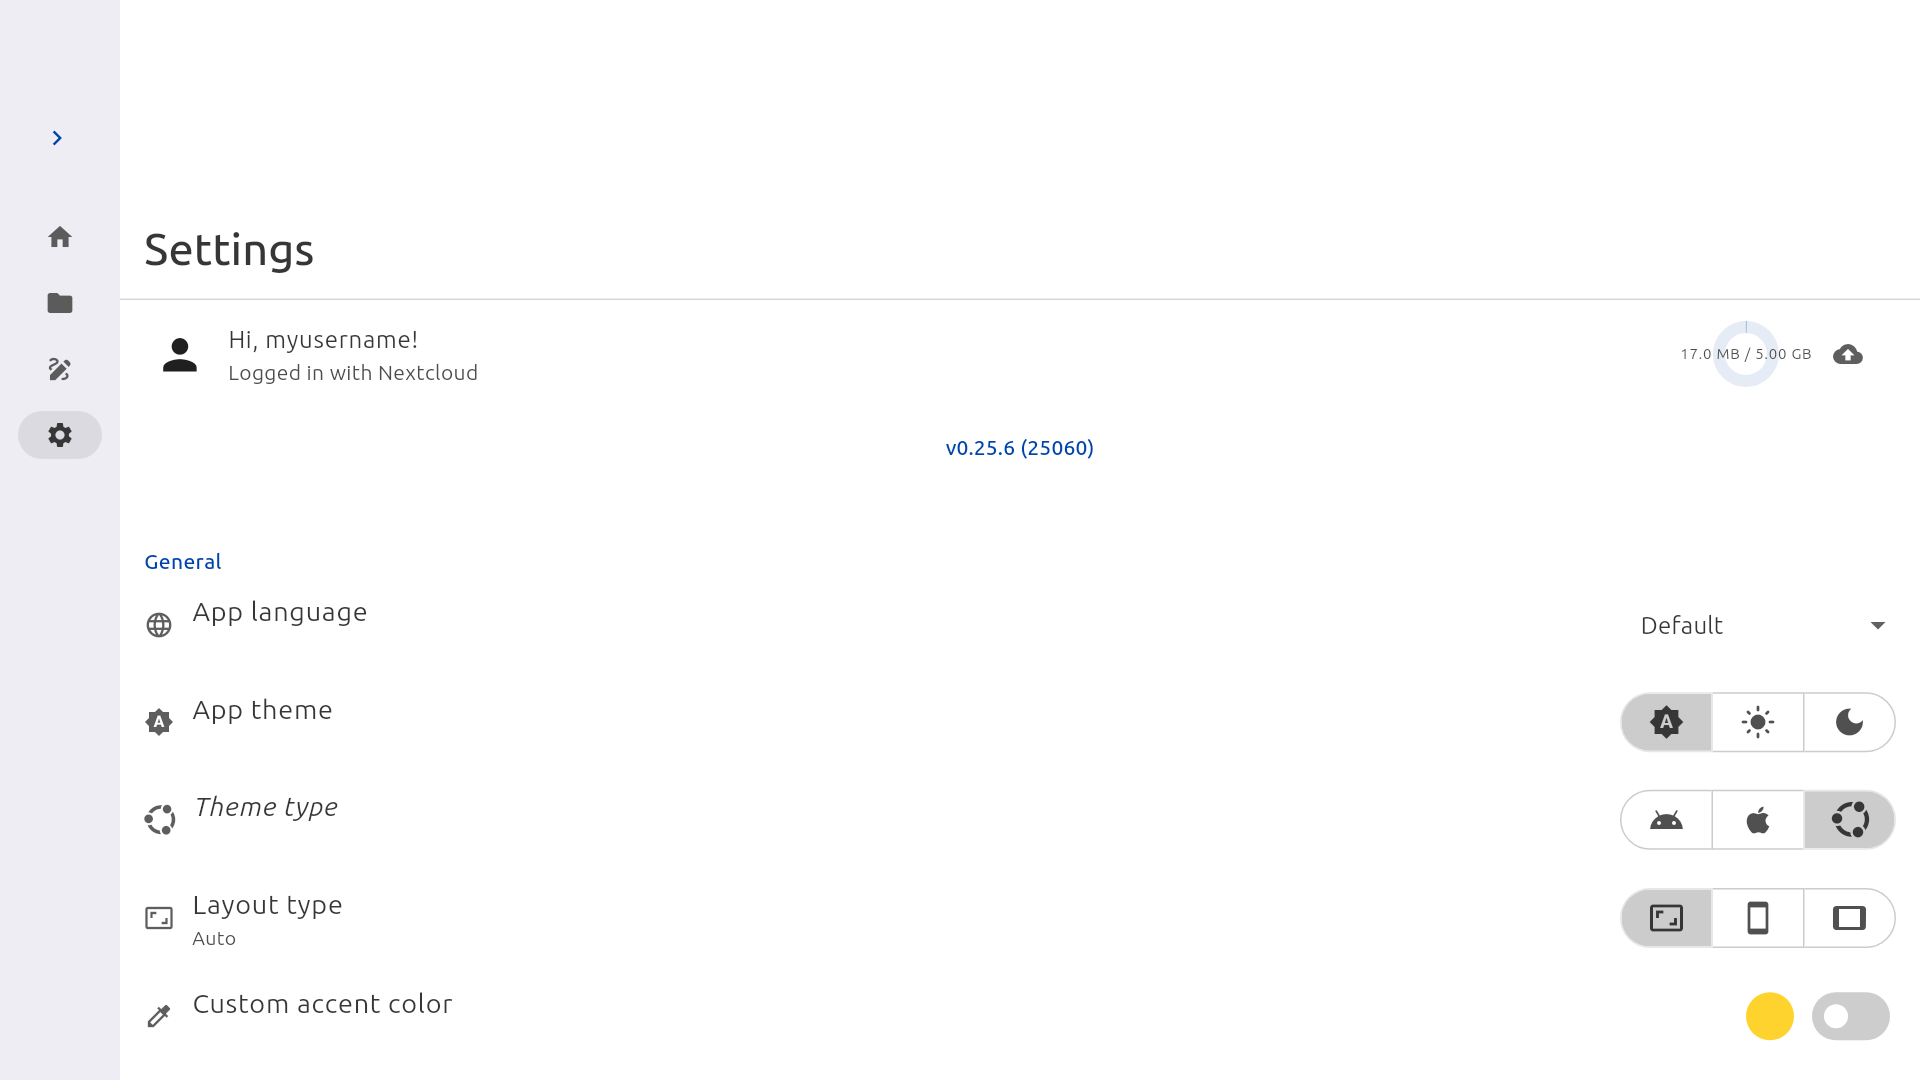 Settings
Hi, myusername!
Logged in with Nextcloud
17.0 MB / 5.00 GB
v0.25.6 (25060)
General
App language
Default
App theme
Theme type
Layout type
Auto
Custom accent color